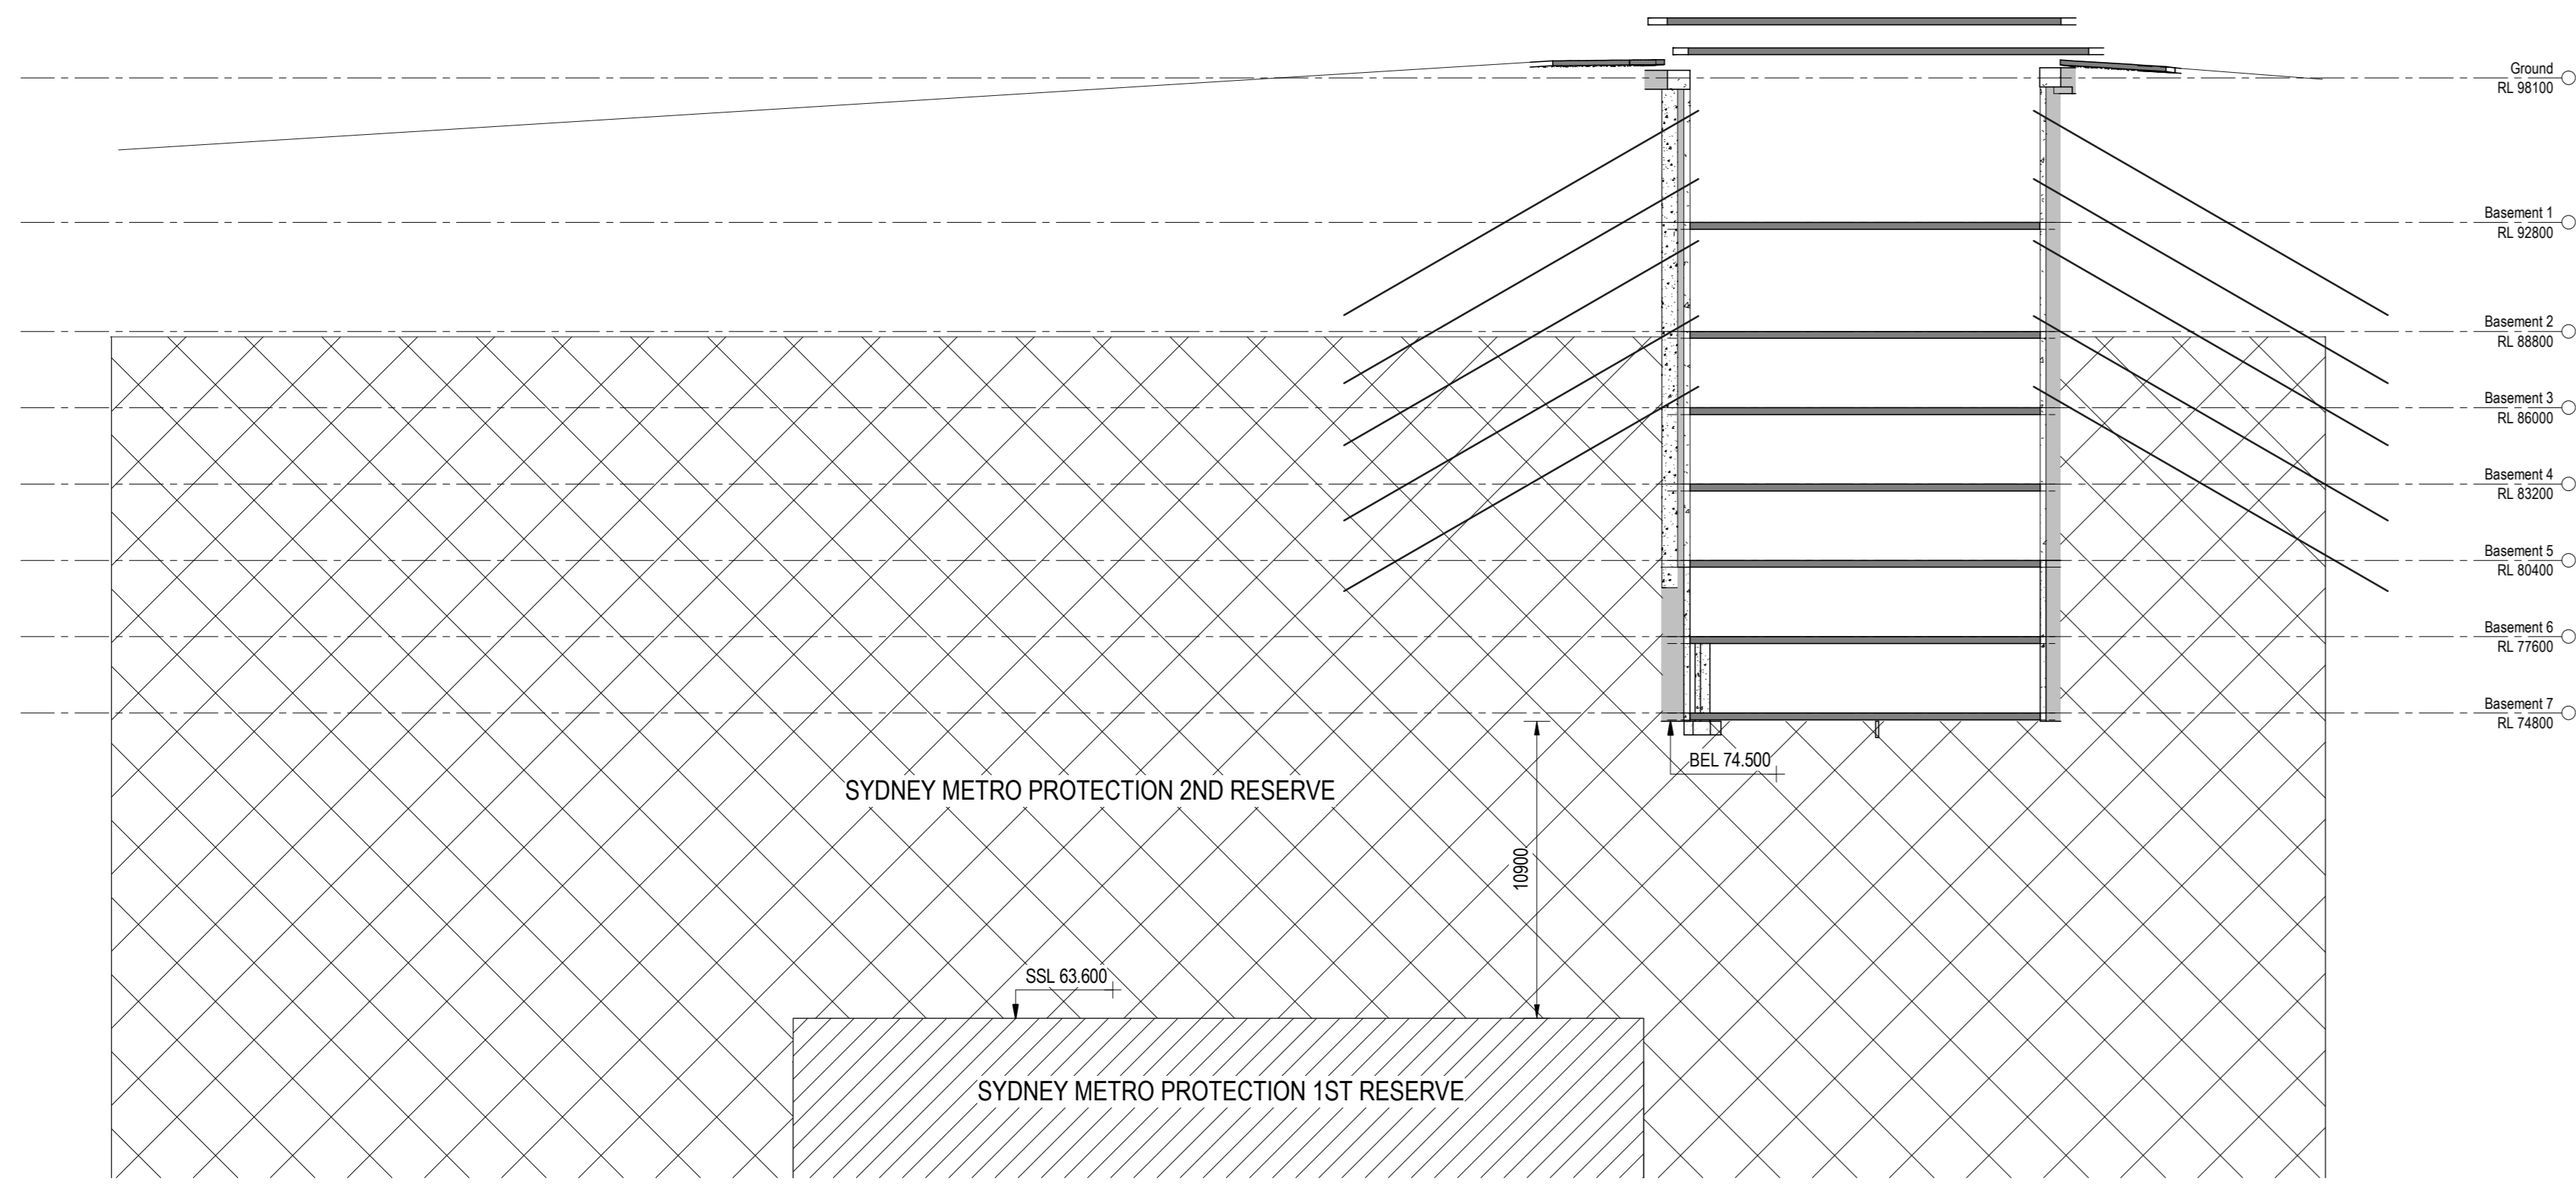 Ground
RL 98100
Basement 1
RL 92800
Basement 2
RL 88800
Basement 3
RL 86000
Basement 4
RL 83200
Basement 5
RL 80400
Basement 6
RL 77600
Basement 7
RL 74800
BEL 74.500
SYDNEY METRO PROTECTION 2ND RESERVE
10900
SSL 63.600
SYDNEY METRO PROTECTION 1ST RESERVE